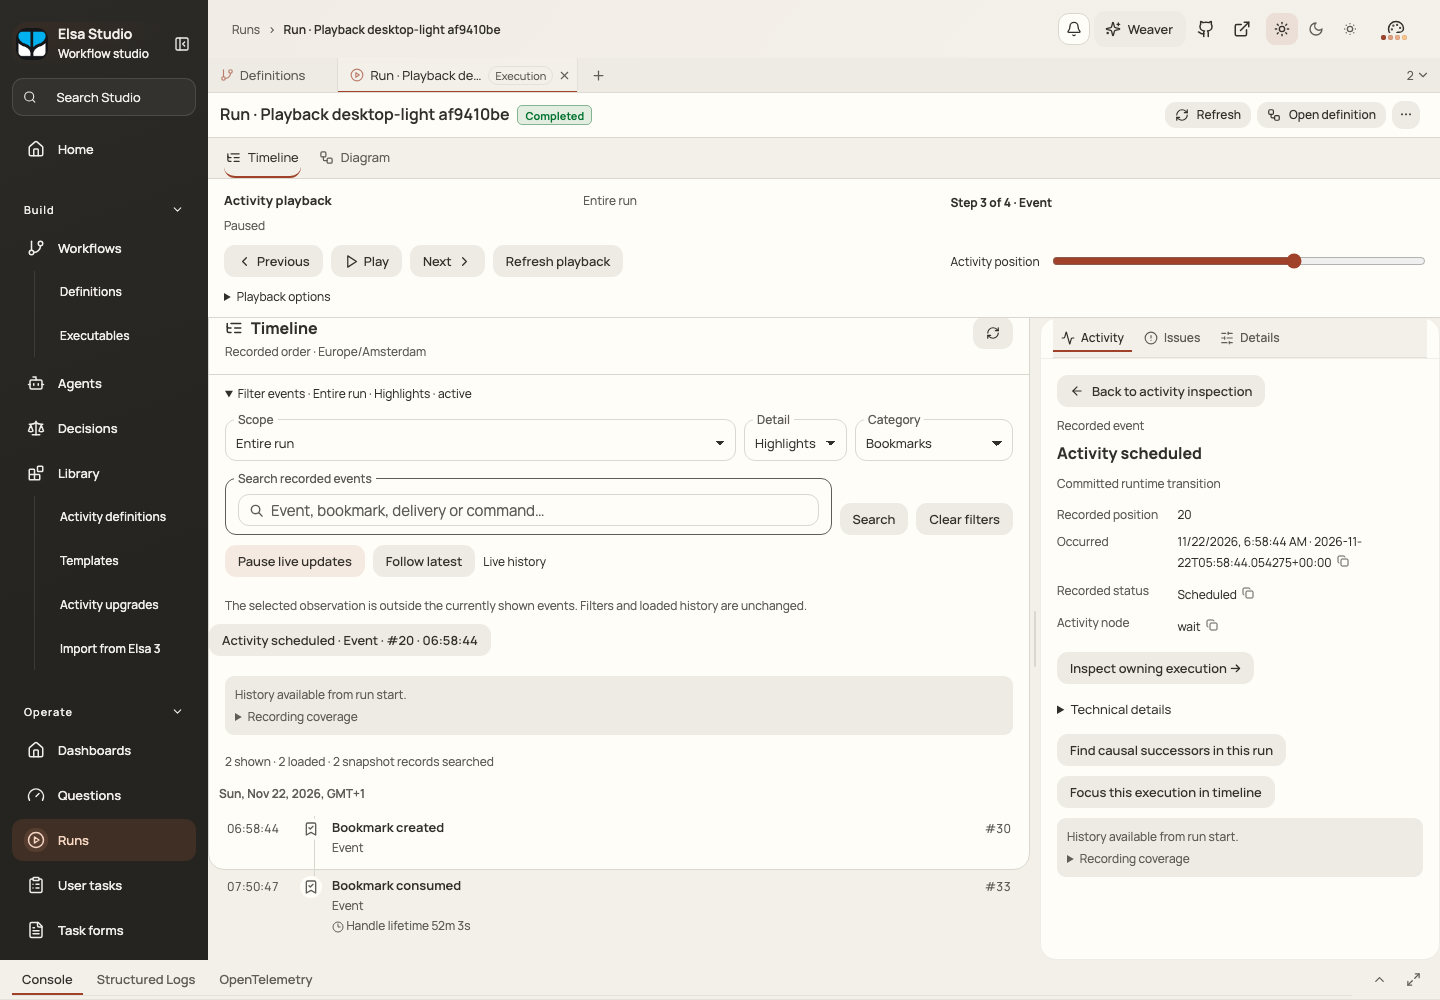 Elsa Studio
Workflow studio
Search Studio
Home
Build
Workflows
Definitions
Executables
Agents
Decisions
Library
Activity definitions
Templates
Activity upgrades
Import from Elsa 3
Operate
Dashboards
Questions
Runs
User tasks
Task forms
Runs › Run · Playback desktop-light af9410be
Weaver
Definitions
Run · Playback de... Execution
2
Run · Playback desktop-light af9410be Completed
Refresh
Open definition
Timeline
Diagram
Activity playback
Entire run
Step 3 of 4 · Event
Paused
Previous
Play
Next
Refresh playback
Activity position
Playback options
Timeline
Recorded order · Europe/Amsterdam
Filter events · Entire run · Highlights · active
Scope
Entire run
Detail
Highlights
Category
Bookmarks
Search recorded events
Event, bookmark, delivery or command...
Search
Clear filters
Pause live updates
Follow latest
Live history
The selected observation is outside the currently shown events. Filters and loaded history are unchanged.
Activity scheduled · Event · #20 · 06:58:44
History available from run start.
Recording coverage
2 shown · 2 loaded · 2 snapshot records searched
Sun, Nov 22, 2026, GMT+1
06:58:44 Bookmark created #30
Event
07:50:47 Bookmark consumed #33
Event
Handle lifetime 52m 3s
Activity
Issues
Details
Back to activity inspection
Recorded event
Activity scheduled
Committed runtime transition
Recorded position 20
Occurred 11/22/2026, 6:58:44 AM · 2026-11-
22T05:58:44.054275+00:00
Recorded status Scheduled
Activity node wait
Inspect owning execution →
Technical details
Find causal successors in this run
Focus this execution in timeline
History available from run start.
Recording coverage
Console
Structured Logs
OpenTelemetry